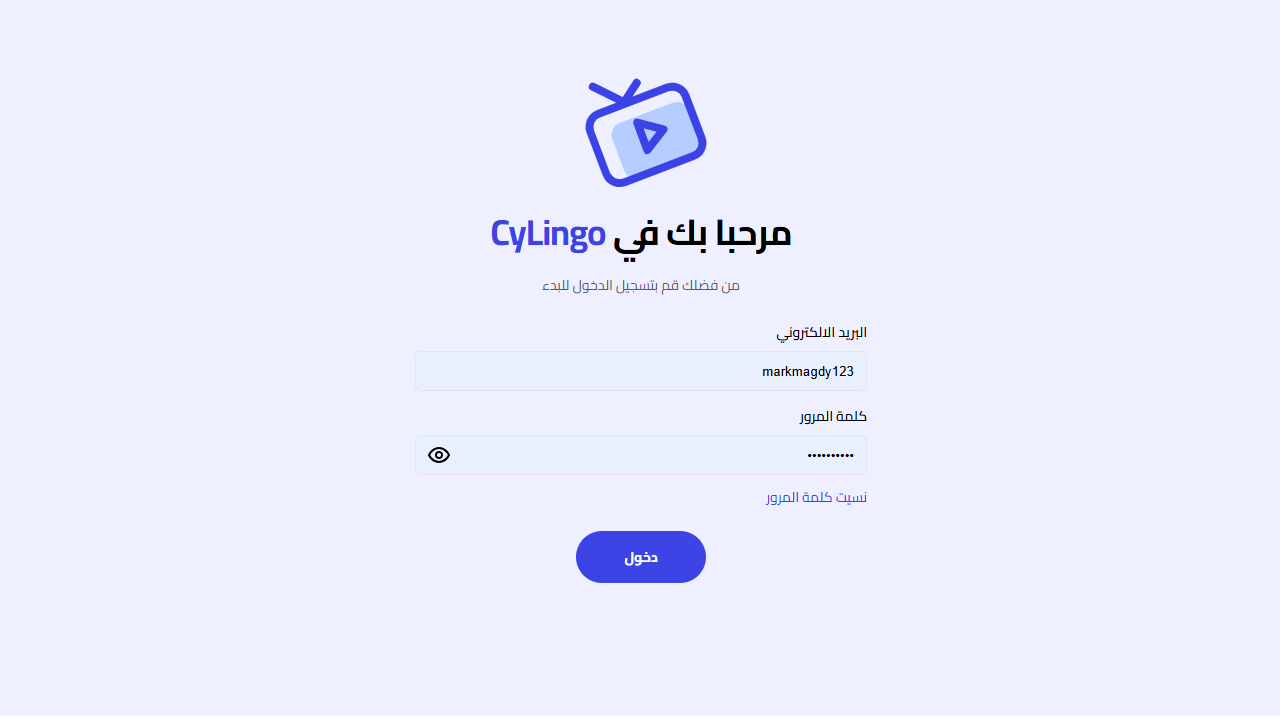 مرحبا بك في CyLingo
من فضلك قم بتسجيل الدخول للبدء
البريد الالكتروني
markmagdy123
كلمة المرور
••••••••••
نسيت كلمة المرور
دخول